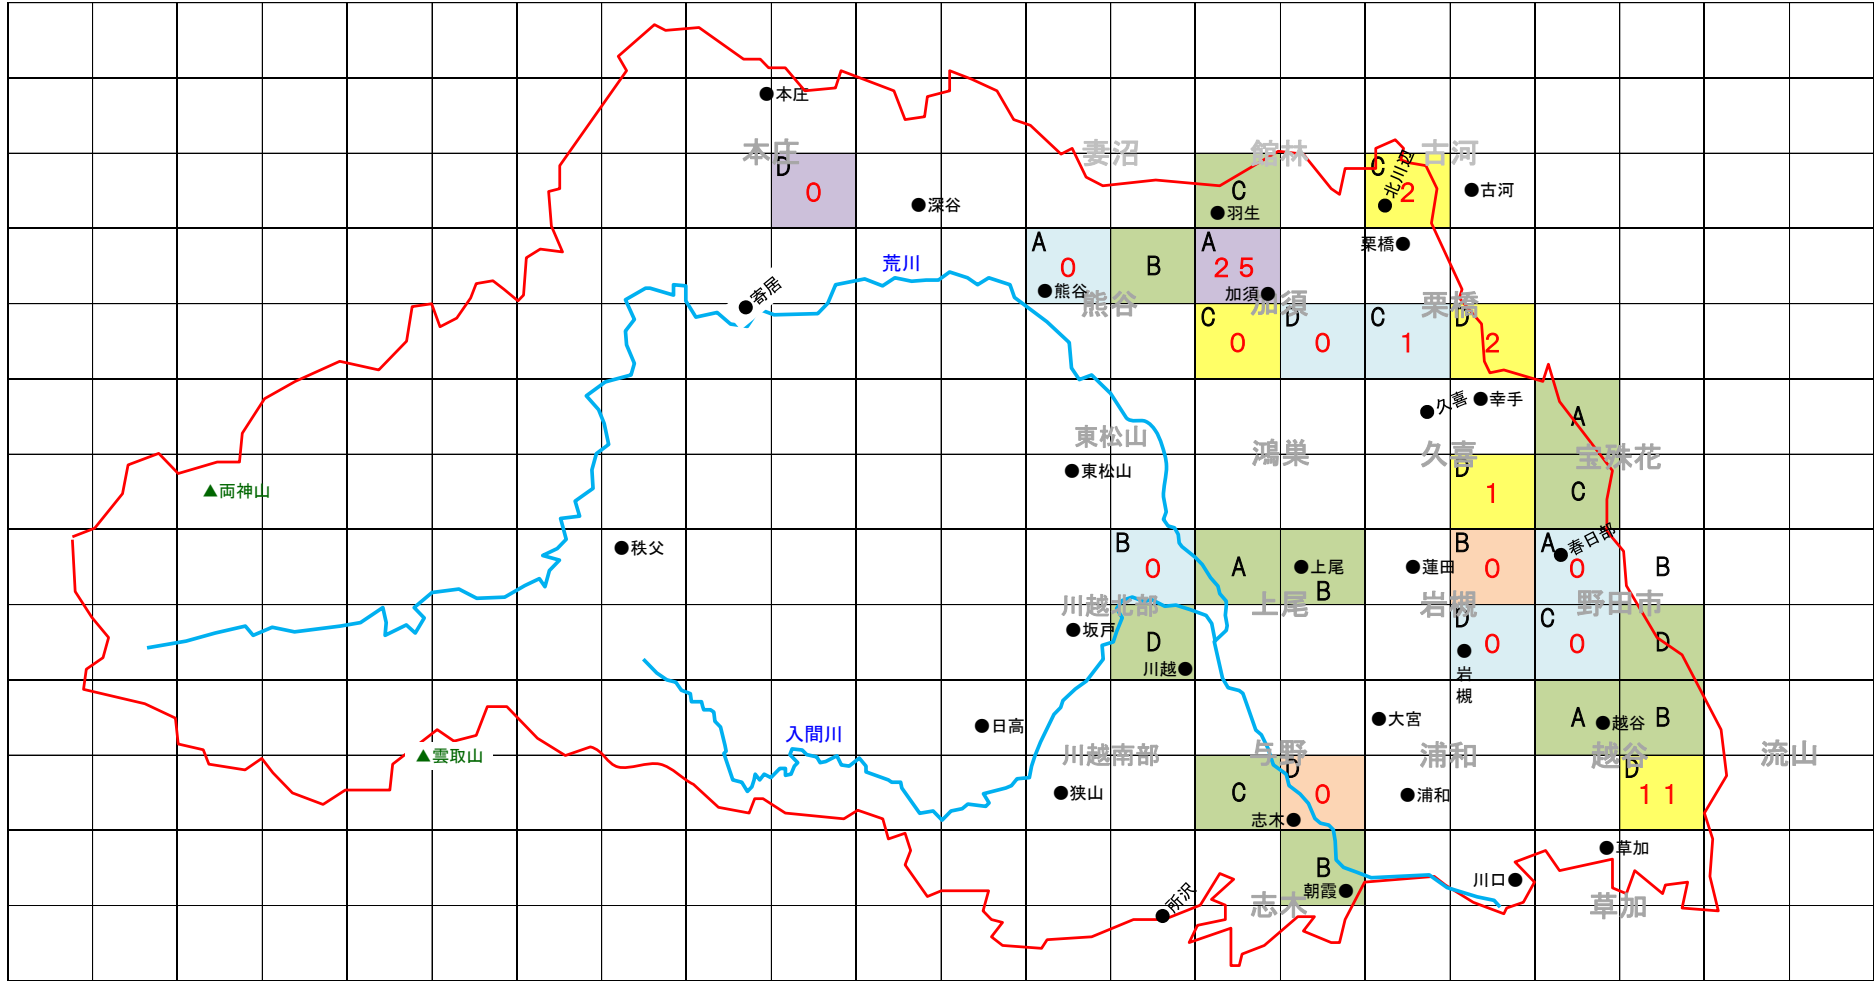 ●本庄
本庄 妻沼 館林 古河
D C C 北川辺
0 2
●深谷 ●羽生 ●古河
荒川 A B A 栗橋●
0 2 5
寄居 ●熊谷 加須●
熊谷 加須 栗橋
C D C D
0 0 1 2
●久喜 ●幸手
A
東松山 鴻巣 久喜 宝珠花
●東松山 D
▲両神山 1 C
B A ●春日部
●秩父 A ●上尾 ●蓮田 B B
0 B 0 0
川越北部 上尾 岩槻 野田市
●坂戸 D D C D
川越● 0 0
岩槻
●日高 ●大宮 A ●越谷 B
入間川
▲雲取山 川越南部 与野 浦和 越谷 流山
D D
●狭山 C 0 ●浦和 1 1
志木●
B ●草加
朝霞● 川口●
●所沢 志木 草加